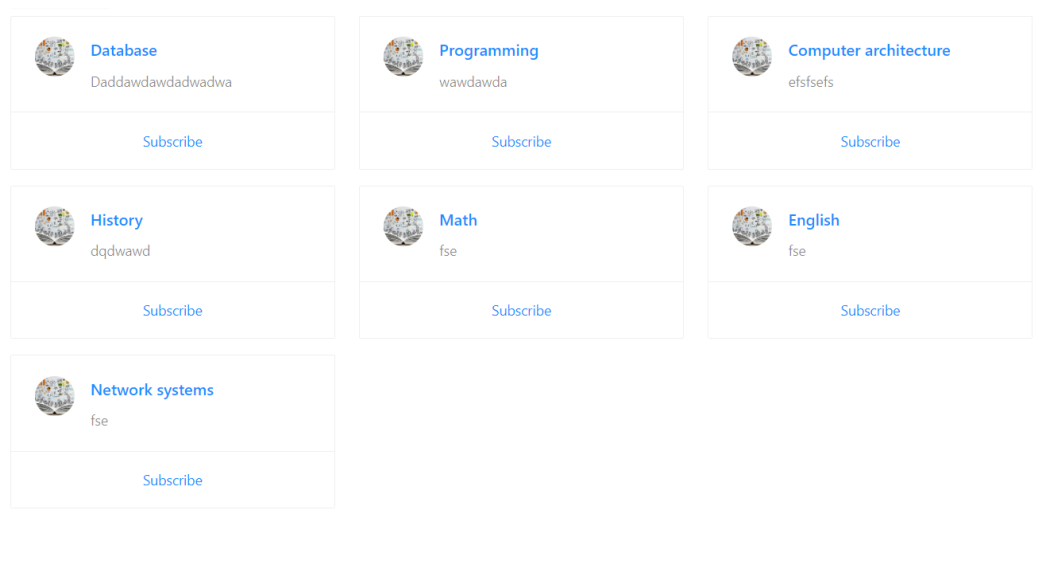 Database
Daddawdawdadwadwa
Subscribe
Programming
wawdawda
Subscribe
Computer architecture
efsfsefs
Subscribe
History
dqdwawd
Subscribe
Math
fse
Subscribe
English
fse
Subscribe
Network systems
fse
Subscribe